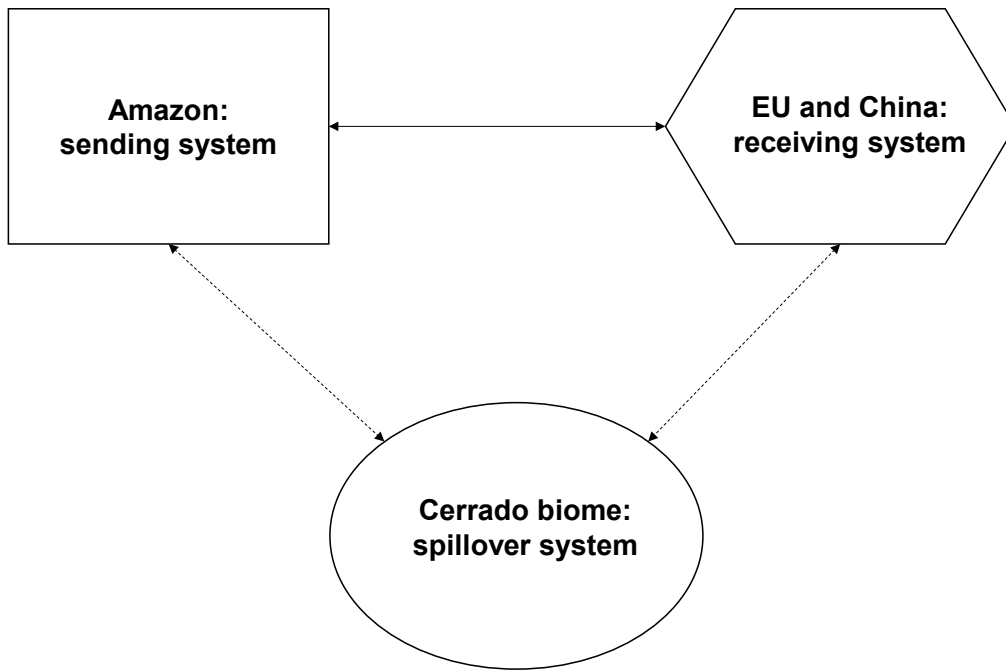 Amazon:
sending system
EU and China:
receiving system
Cerrado biome:
spillover system